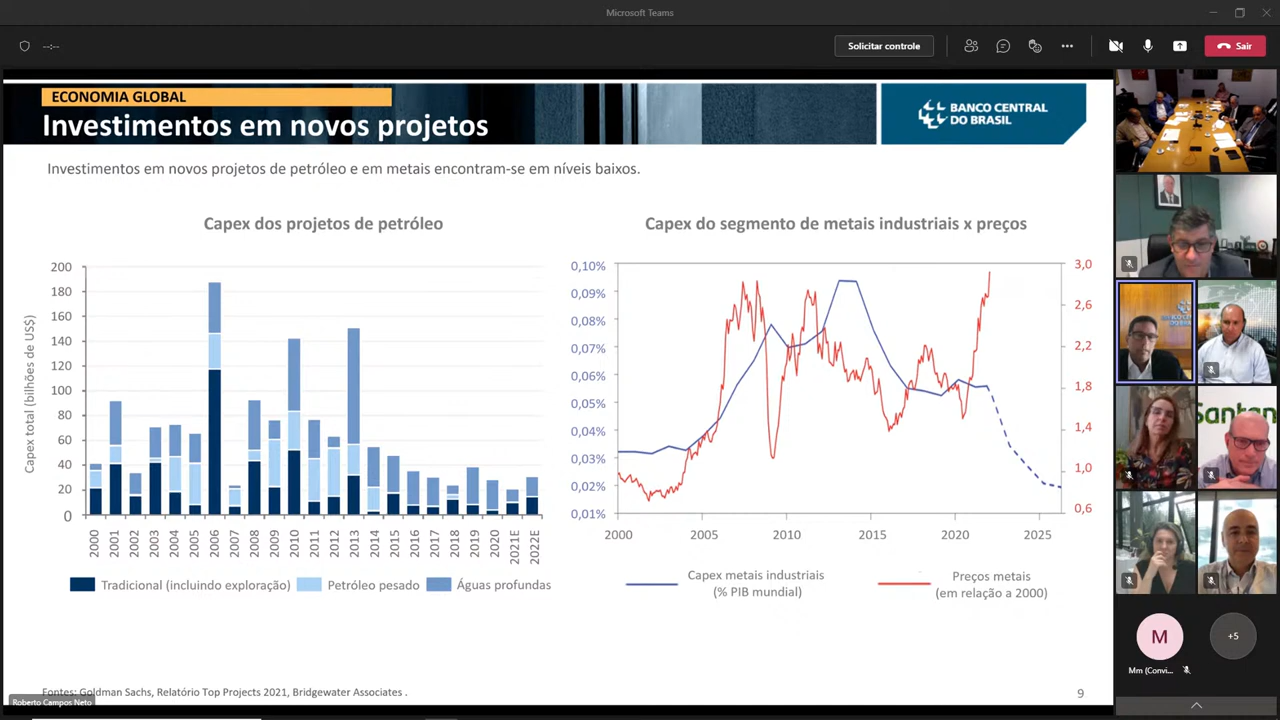 Microsoft Teams
--:--
Solicitar controle
Sair
ECONOMIA GLOBAL
Investimentos em novos projetos
BANCO CENTRAL
DO BRASIL
Investimentos em novos projetos de petróleo e em metais encontram-se em níveis baixos.
Capex dos projetos de petróleo
Capex total (bilhões de US$)
200
180
160
140
120
100
80
60
40
20
0
2000
2001
2002
2003
2004
2005
2006
2007
2008
2009
2010
2011
2012
2013
2014
2015
2016
2017
2018
2019
2020
2021E
2022E
Tradicional (incluindo exploração)
Petróleo pesado
Águas profundas
Capex do segmento de metais industriais x preços
0,10%
0,09%
0,08%
0,07%
0,06%
0,05%
0,04%
0,03%
0,02%
0,01%
3,0
2,6
2,2
1,8
1,4
1,0
0,6
2000
2005
2010
2015
2020
2025
Capex metais industriais
(% PIB mundial)
Preços metais
(em relação a 2000)
Fontes: Goldman Sachs, Relatório Top Projects 2021, Bridgewater Associates .
9
Roberto Campos Neto
Santan
M
Mm (Convi...
+5